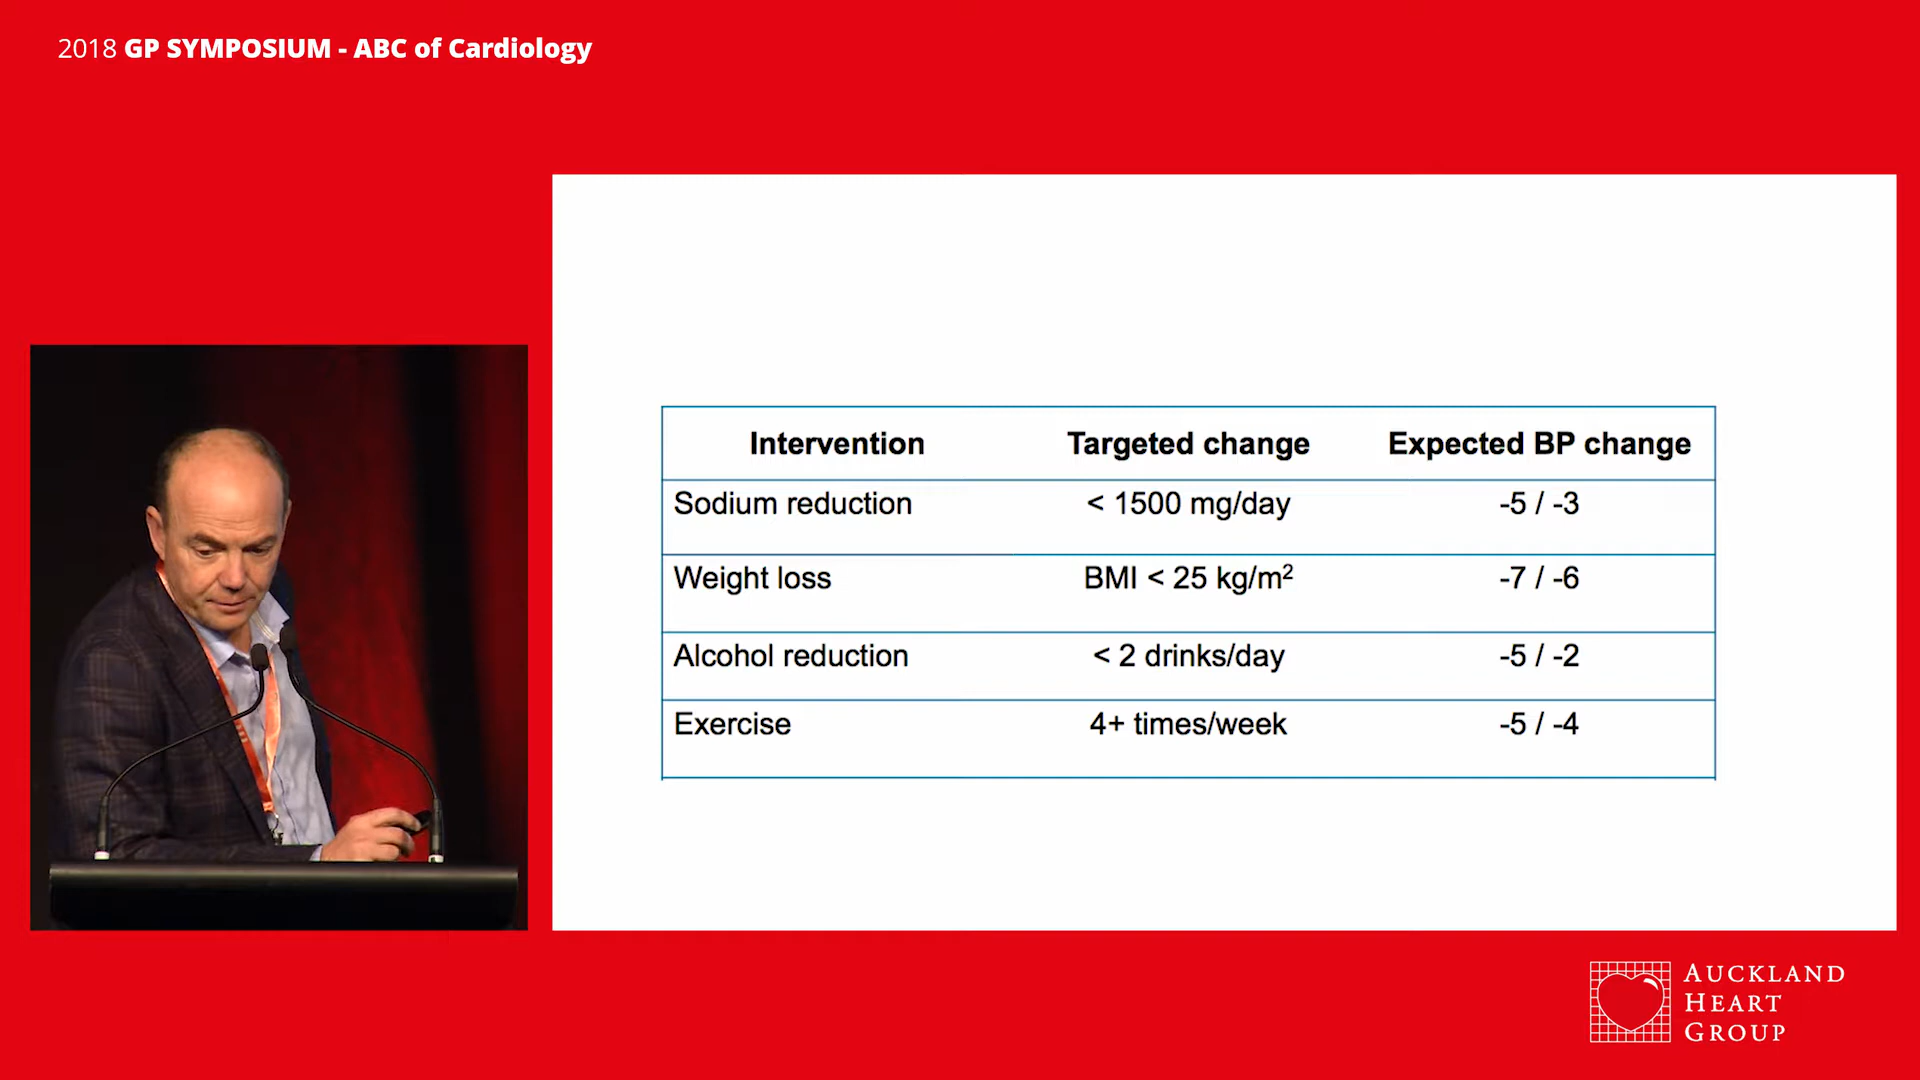 2018 GP SYMPOSIUM - ABC of Cardiology
Intervention Targeted change Expected BP change
Sodium reduction < 1500 mg/day -5 / -3
Weight loss BMI < 25 kg/m² -7 / -6
Alcohol reduction < 2 drinks/day -5 / -2
Exercise 4+ times/week -5 / -4
AUCKLAND
HEART
GROUP